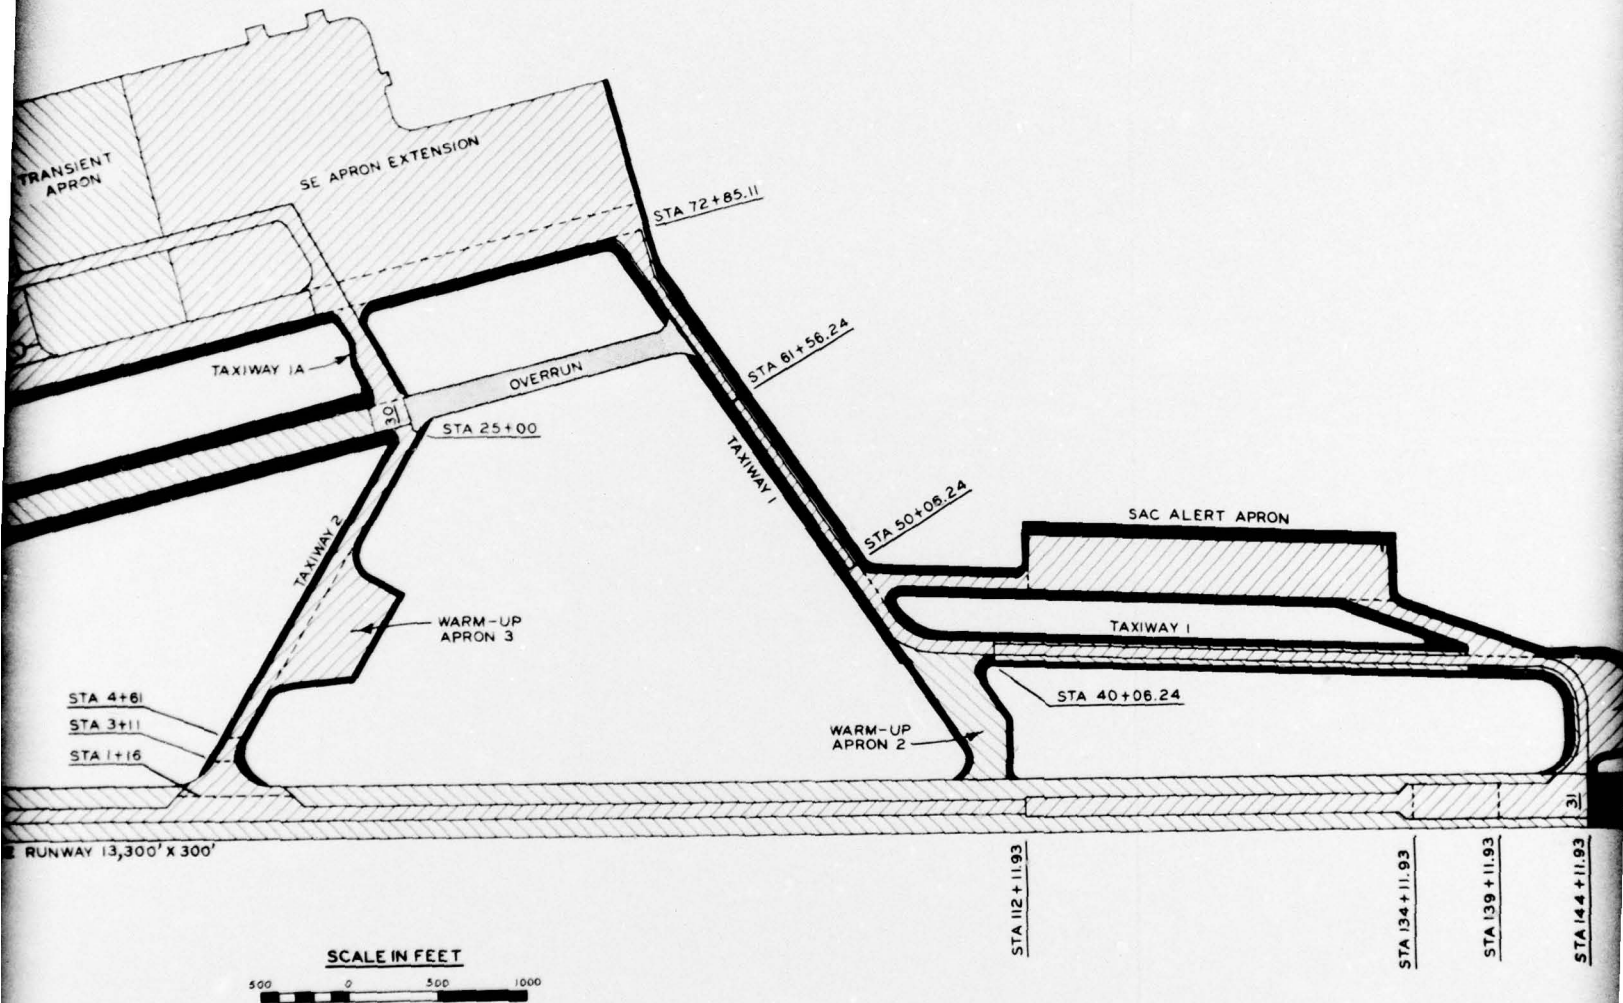 TRANSIENT
APRON
SE APRON EXTENSION
STA 72+85.11
TAXIWAY 1A
OVERRUN
30
STA 25+00
STA 61+56.24
TAXIWAY 1
STA 50+06.24
SAC ALERT APRON
TAXIWAY 2
WARM-UP
APRON 3
TAXIWAY 1
STA 40+06.24
WARM-UP
APRON 2
STA 4+61
STA 3+11
STA 1+16
31
RUNWAY 13,300' X 300'
STA 112+11.93
STA 134+11.93
STA 139+11.93
STA 144+11.93
SCALE IN FEET
500 0 500 1000